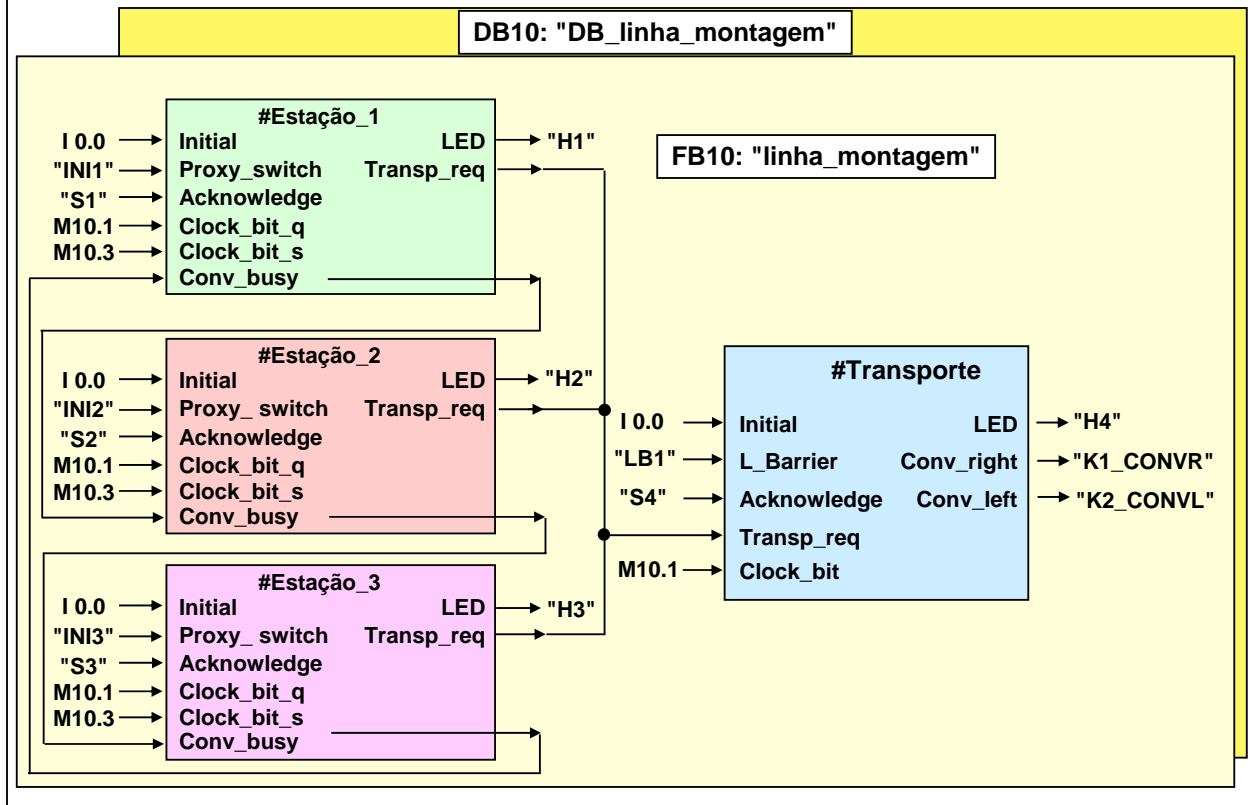 DB10: "DB_linha_montagem"
FB10: "linha_montagem"
#Estação_1
I 0.0 Initial LED "H1"
"INI1" Proxy_switch Transp_req
"S1" Acknowledge
M10.1 Clock_bit_q
M10.3 Clock_bit_s
Conv_busy
#Estação_2
I 0.0 Initial LED "H2"
"INI2" Proxy_ switch Transp_req
"S2" Acknowledge
M10.1 Clock_bit_q
M10.3 Clock_bit_s
Conv_busy
#Estação_3
I 0.0 Initial LED "H3"
"INI3" Proxy_ switch Transp_req
"S3" Acknowledge
M10.1 Clock_bit_q
M10.3 Clock_bit_s
Conv_busy
#Transporte
I 0.0 Initial LED "H4"
"LB1" L_Barrier Conv_right "K1_CONVR"
"S4" Acknowledge Conv_left "K2_CONVL"
Transp_req
M10.1 Clock_bit